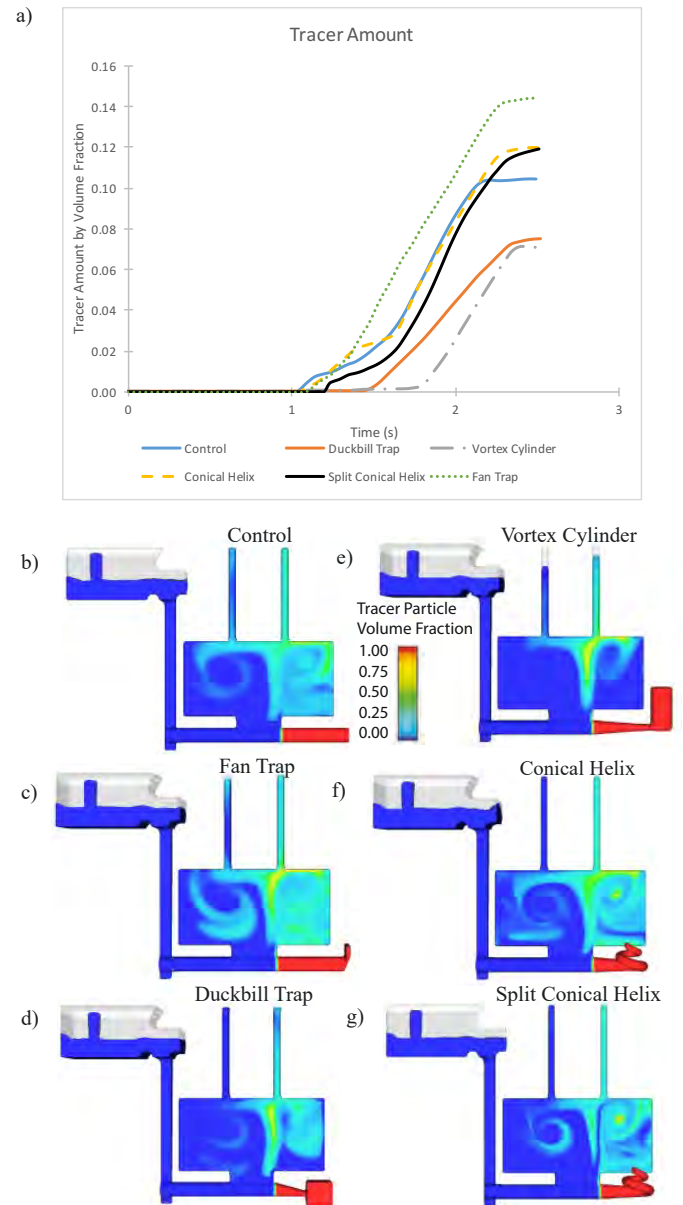 a)
Tracer Amount
0.16
0.14
0.12
0.10
0.08
0.06
0.04
0.02
0.00
Tracer Amount by Volume Fraction
0 1 2 3
Time (s)
Control Duckbill Trap Vortex Cylinder
Conical Helix Split Conical Helix Fan Trap
b) Control
e) Vortex Cylinder
Tracer Particle
Volume Fraction
1.00
0.75
0.50
0.25
0.00
c) Fan Trap
f) Conical Helix
d) Duckbill Trap
g) Split Conical Helix